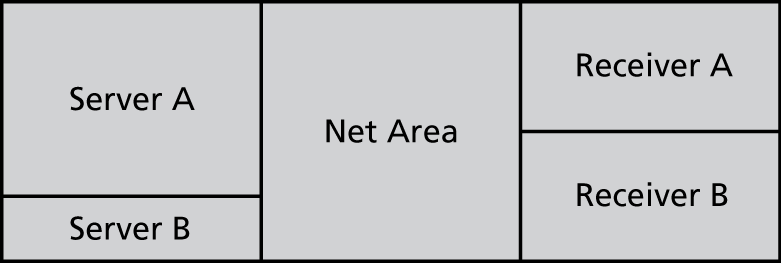 Server A
Server B
Net Area
Receiver A
Receiver B